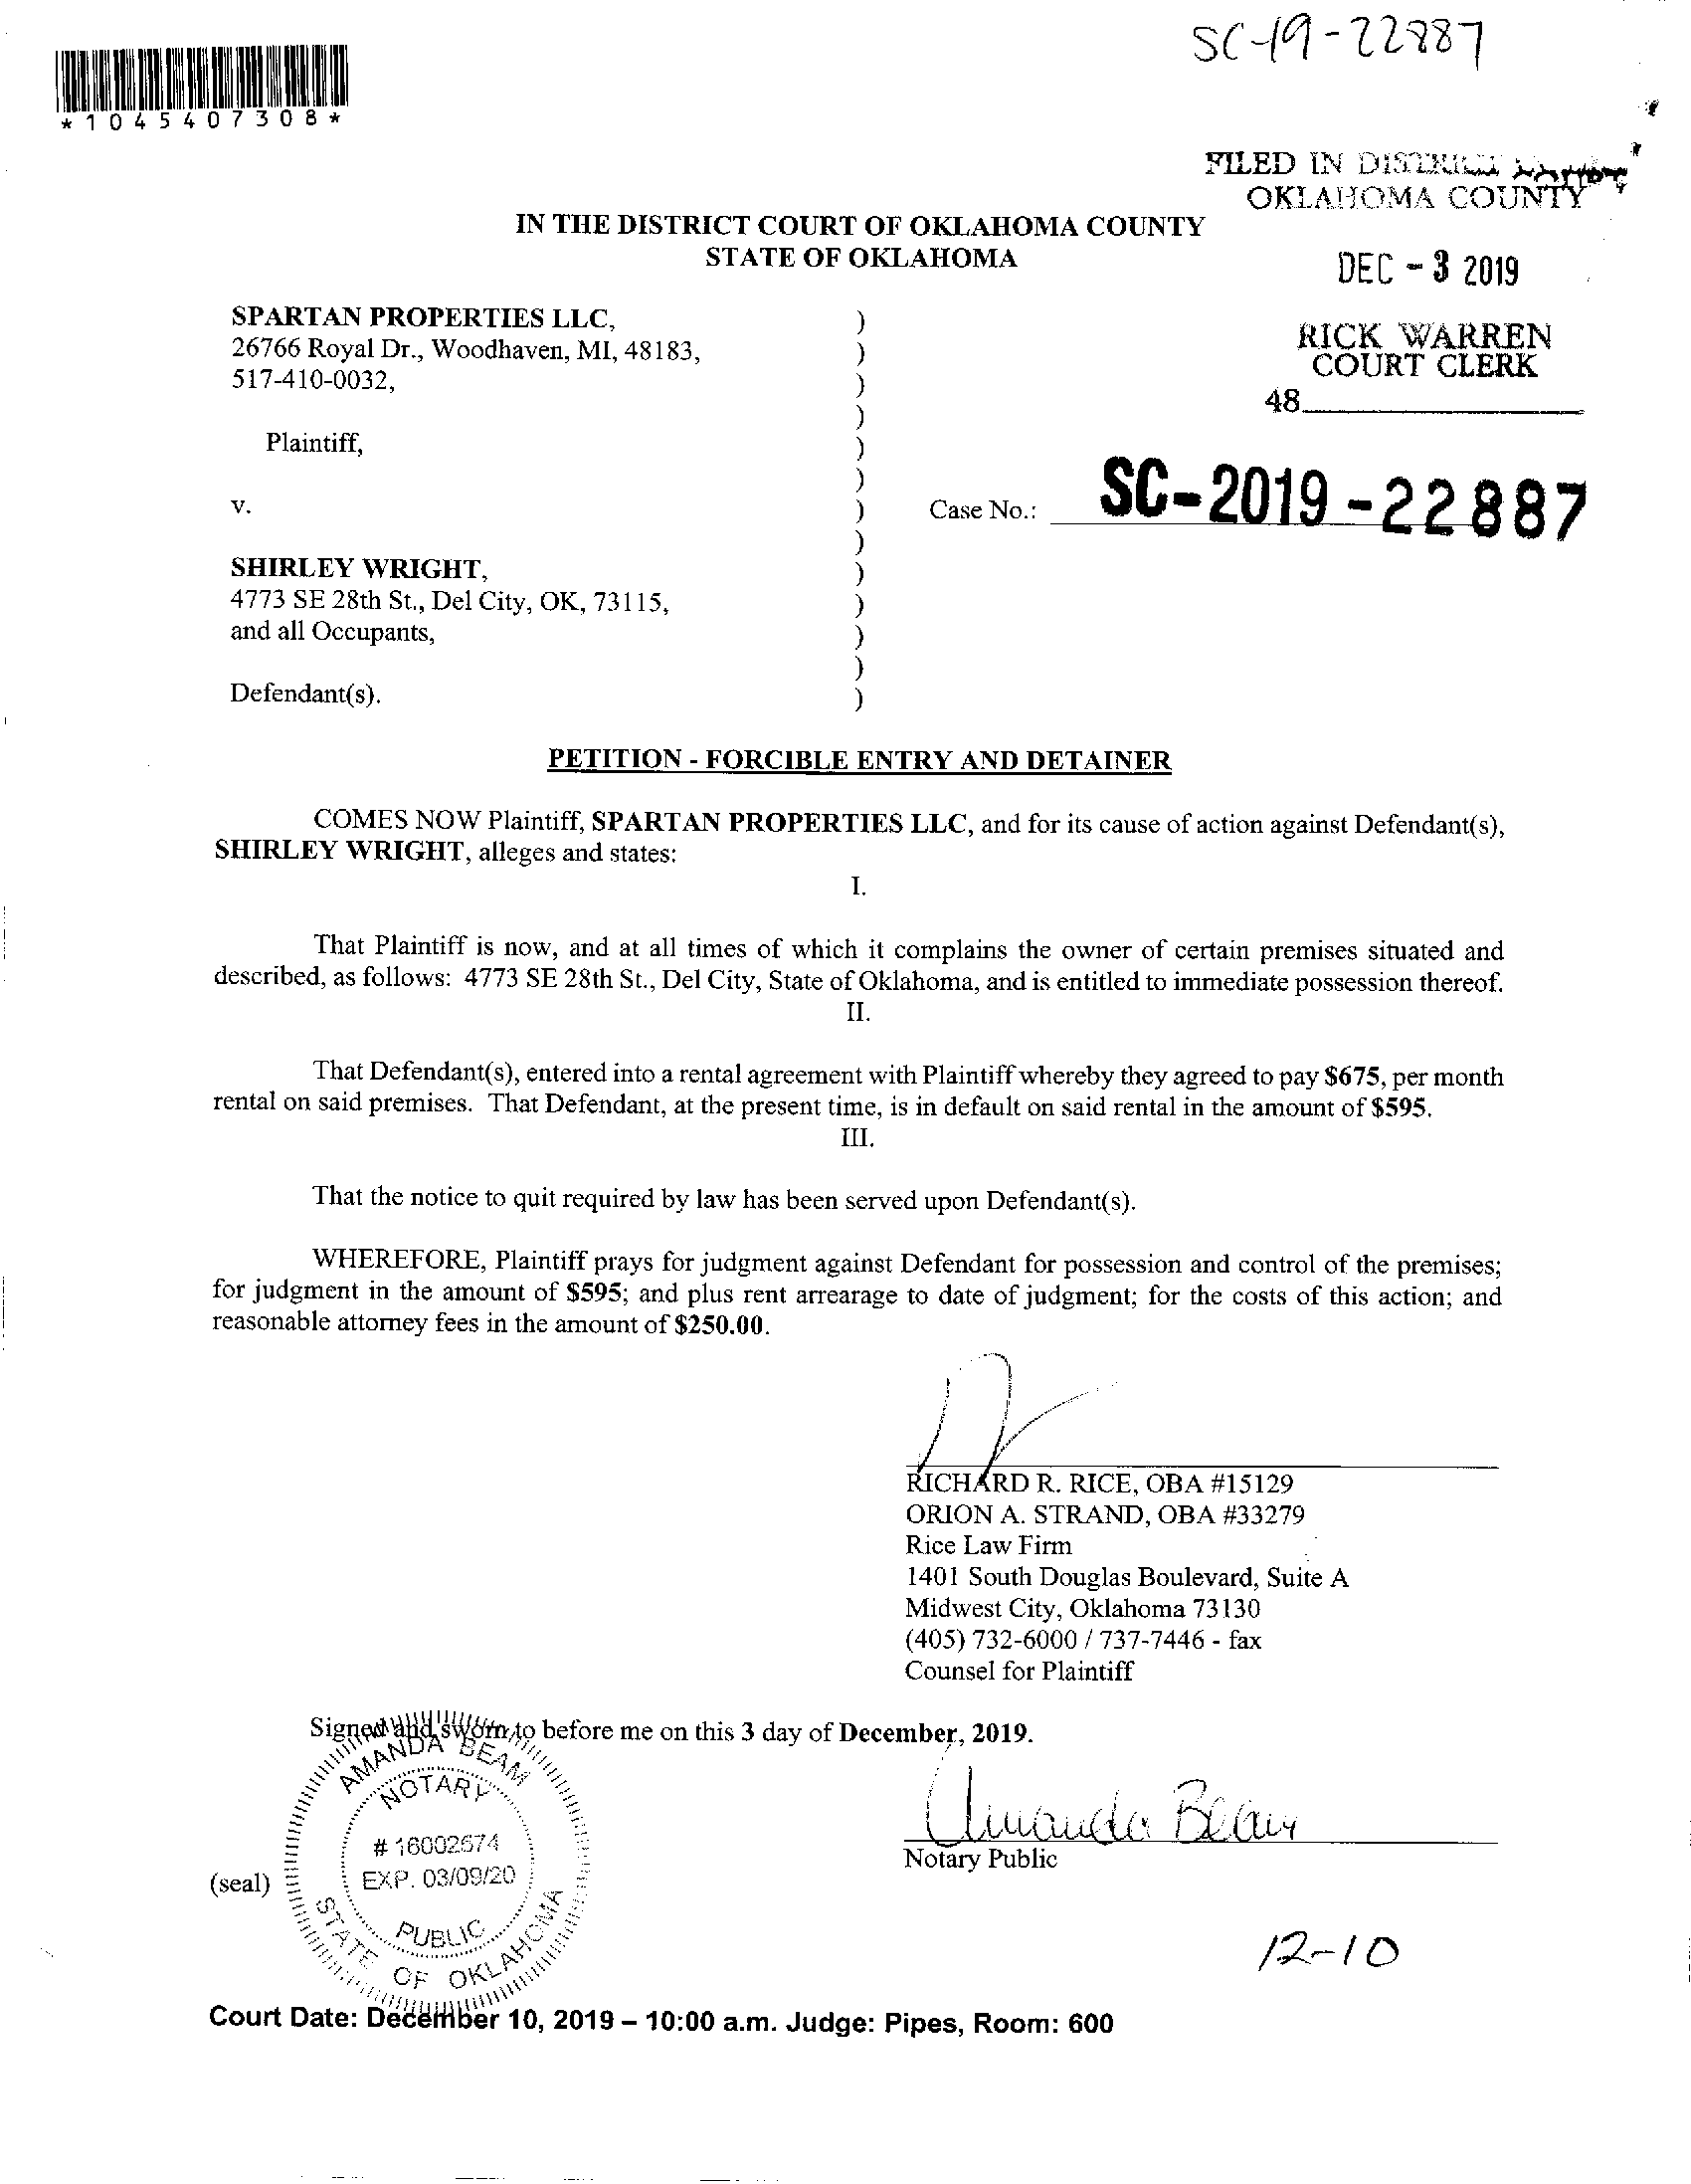 SC-19-22887
*1045407308*
FILED IN DISTRICT COURT
OKLAHOMA COUNTY
IN THE DISTRICT COURT OF OKLAHOMA COUNTY
STATE OF OKLAHOMA
DEC - 3 2019
RICK WARREN
COURT CLERK
48
SPARTAN PROPERTIES LLC, )
26766 Royal Dr., Woodhaven, MI, 48183, )
517-410-0032, )
)
Plaintiff, )
)
v. ) Case No.: SC-2019-22887
)
SHIRLEY WRIGHT, )
4773 SE 28th St., Del City, OK, 73115, )
and all Occupants, )
)
Defendant(s). )
PETITION - FORCIBLE ENTRY AND DETAINER
COMES NOW Plaintiff, SPARTAN PROPERTIES LLC, and for its cause of action against Defendant(s),
SHIRLEY WRIGHT, alleges and states:
I.
That Plaintiff is now, and at all times of which it complains the owner of certain premises situated and
described, as follows: 4773 SE 28th St., Del City, State of Oklahoma, and is entitled to immediate possession thereof.
II.
That Defendant(s), entered into a rental agreement with Plaintiff whereby they agreed to pay $675, per month
rental on said premises. That Defendant, at the present time, is in default on said rental in the amount of $595.
III.
That the notice to quit required by law has been served upon Defendant(s).
WHEREFORE, Plaintiff prays for judgment against Defendant for possession and control of the premises;
for judgment in the amount of $595; and plus rent arrearage to date of judgment; for the costs of this action; and
reasonable attorney fees in the amount of $250.00.
RICHARD R. RICE, OBA #15129
ORION A. STRAND, OBA #33279
Rice Law Firm
1401 South Douglas Boulevard, Suite A
Midwest City, Oklahoma 73130
(405) 732-6000 / 737-7446 - fax
Counsel for Plaintiff
Signed and sworn to before me on this 3 day of December, 2019.
Amanda Beam
Notary Public
(seal)
AMANDA BEAM
NOTARY
# 16002574
EXP. 03/09/20
PUBLIC
STATE OF OKLAHOMA
12-10
Court Date: December 10, 2019 – 10:00 a.m. Judge: Pipes, Room: 600